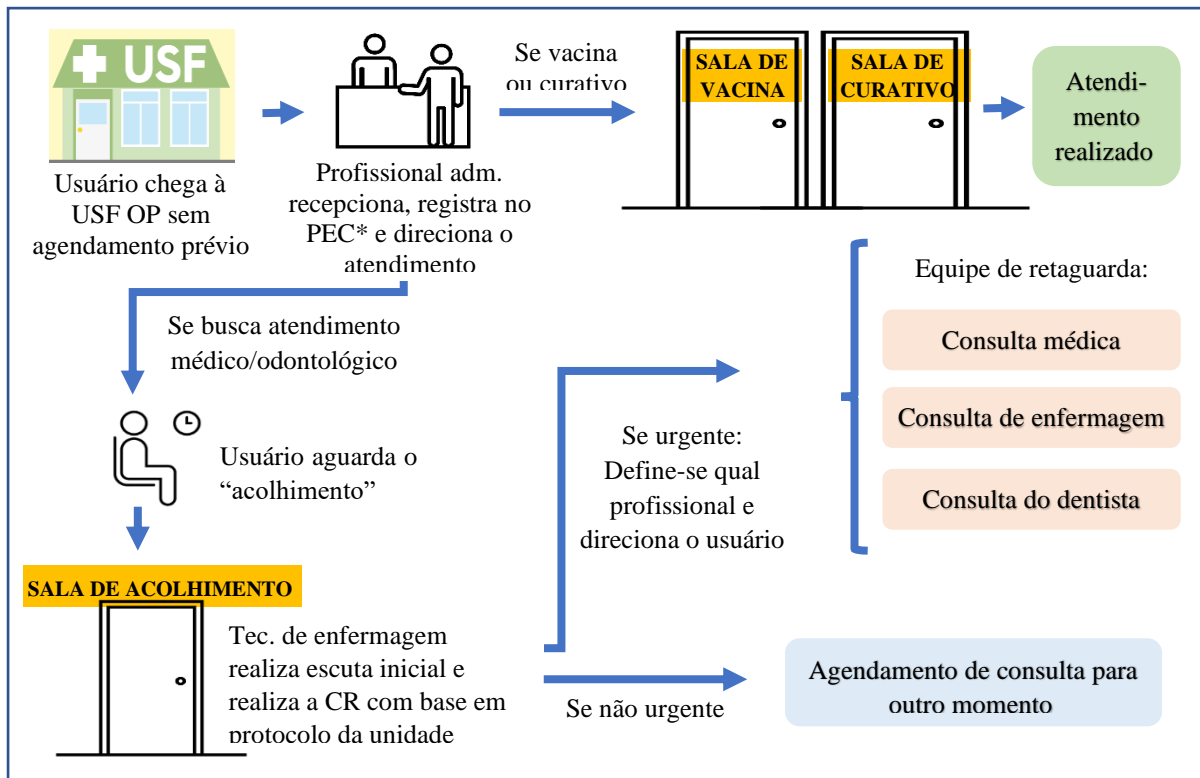 USF
Usuário chega à
USF OP sem
agendamento prévio
Profissional adm.
recepciona, registra no
PEC* e direciona o
atendimento
Se vacina
ou curativo
SALA DE
VACINA
SALA DE
CURATIVO
Atendi-
mento
realizado
Se busca atendimento
médico/odontológico
Usuário aguarda o
“acolhimento”
SALA DE ACOLHIMENTO
Tec. de enfermagem
realiza escuta inicial e
realiza a CR com base em
protocolo da unidade
Se urgente:
Define-se qual
profissional e
direciona o usuário
Equipe de retaguarda:
Consulta médica
Consulta de enfermagem
Consulta do dentista
Se não urgente
Agendamento de consulta para
outro momento